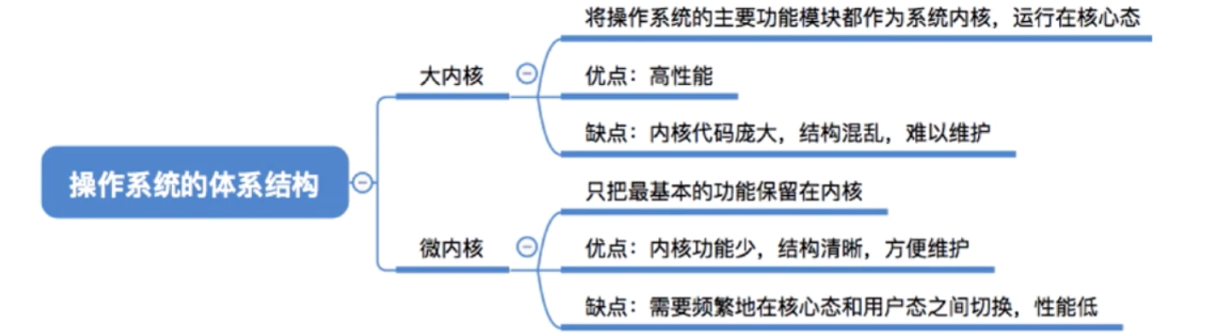 操作系统的体系结构
大内核
将操作系统的主要功能模块都作为系统内核，运行在核心态
优点：高性能
缺点：内核代码庞大，结构混乱，难以维护
微内核
只把最基本的功能保留在内核
优点：内核功能少，结构清晰，方便维护
缺点：需要频繁地在核心态和用户态之间切换，性能低